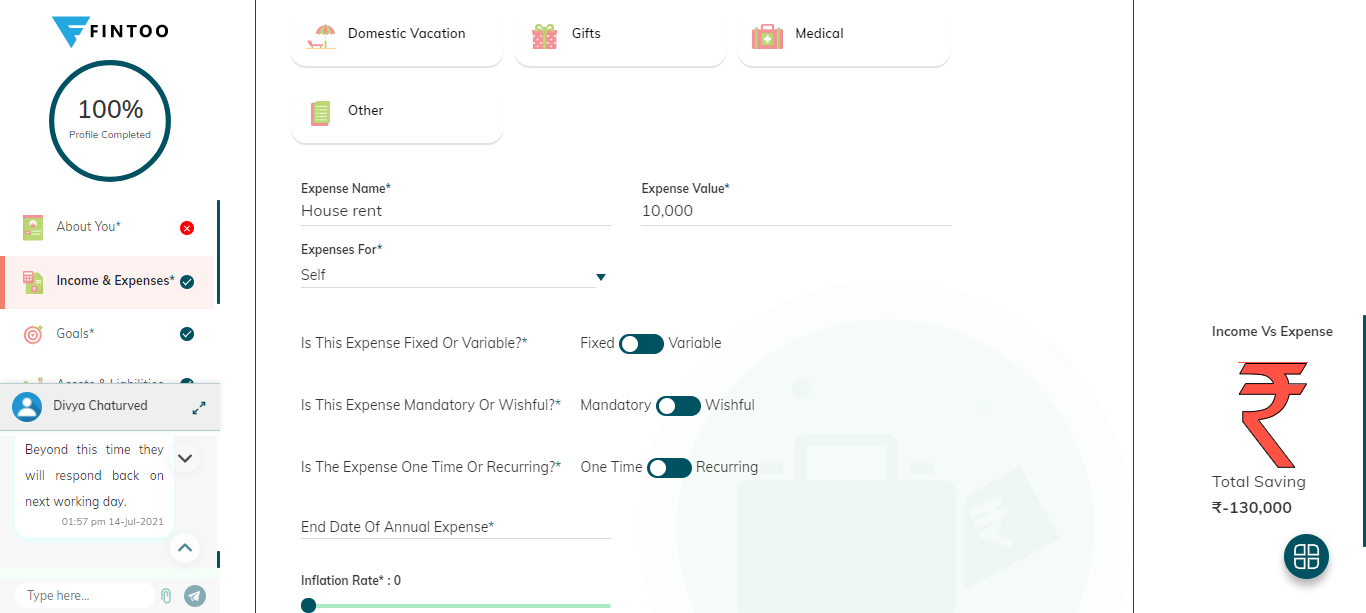 FINTOO
100%
Profile Completed
About You*
Income & Expenses*
Goals*
Assets & Liabilities
Divya Chaturved
Beyond this time they
will respond back on
next working day.
01:57 pm 14-Jul-2021
Type here...
Domestic Vacation
Gifts
Medical
Other
Expense Name*
House rent
Expense Value*
10,000
Expenses For*
Self
Is This Expense Fixed Or Variable?*
Fixed
Variable
Is This Expense Mandatory Or Wishful?*
Mandatory
Wishful
Is The Expense One Time Or Recurring?*
One Time
Recurring
End Date Of Annual Expense*
Inflation Rate* : 0
Income Vs Expense
₹
Total Saving
₹-130,000